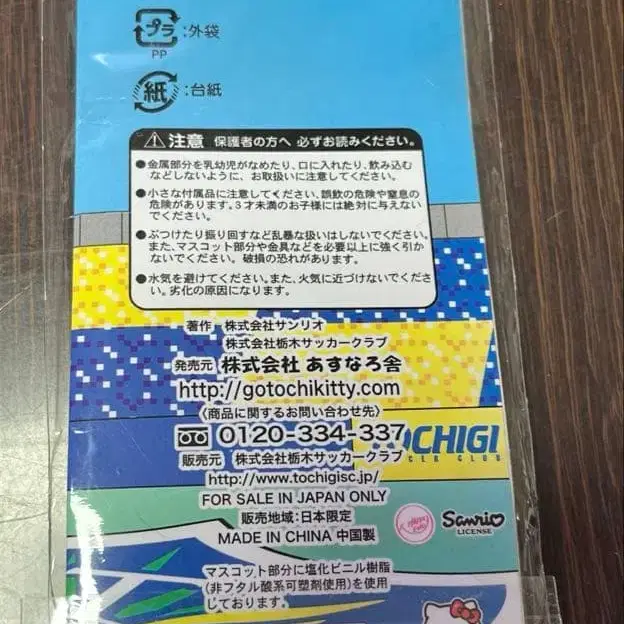 プラ :外袋
PP
紙 :台紙
注意 保護者の方へ 必ずお読みください。
●金属部分を乳幼児がなめたり、口に入れたり、飲み込む
などしないように、お取扱いに注意してください。
●小さな付属品に注意してください、誤飲の危険や窒息の
危険があります。3才未満のお子様には絶対に与えない
でください。
●ぶつけたり振り回すなど乱暴な扱いはしないでください。
また、マスコット部分や金具などを必要以上に強く引か
ないでください。破損の恐れがあります。
●水気を避けてください。また、火気に近づけないでくださ
い。劣化の原因になります。
著作 株式会社サンリオ
株式会社栃木サッカークラブ
発売元 株式会社 あすなろ舎
http://gotochikitty.com
〈商品に関するお問い合わせ先〉
0120-334-337
TOCHIGI
CER CLUB
販売元 株式会社栃木サッカークラブ
http://www.tochigisc.jp/
FOR SALE IN JAPAN ONLY
販売地域:日本限定
MADE IN CHINA 中国製
Sanrio
LICENSE
マスコット部分に塩化ビニル樹脂
(非フタル酸系可塑剤使用)を使用
しております。